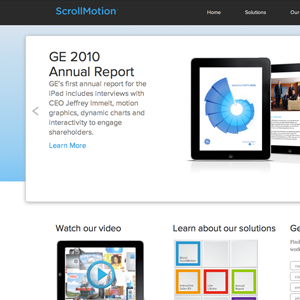 ScrollMotion
Home Solutions Our
GE 2010
Annual Report
GE's first annual report for the
iPad includes interviews with
CEO Jeffrey Immelt, motion
graphics, dynamic charts and
interactivity to engage
shareholders.
Learn More
Watch our video
Learn about our solutions
Ge